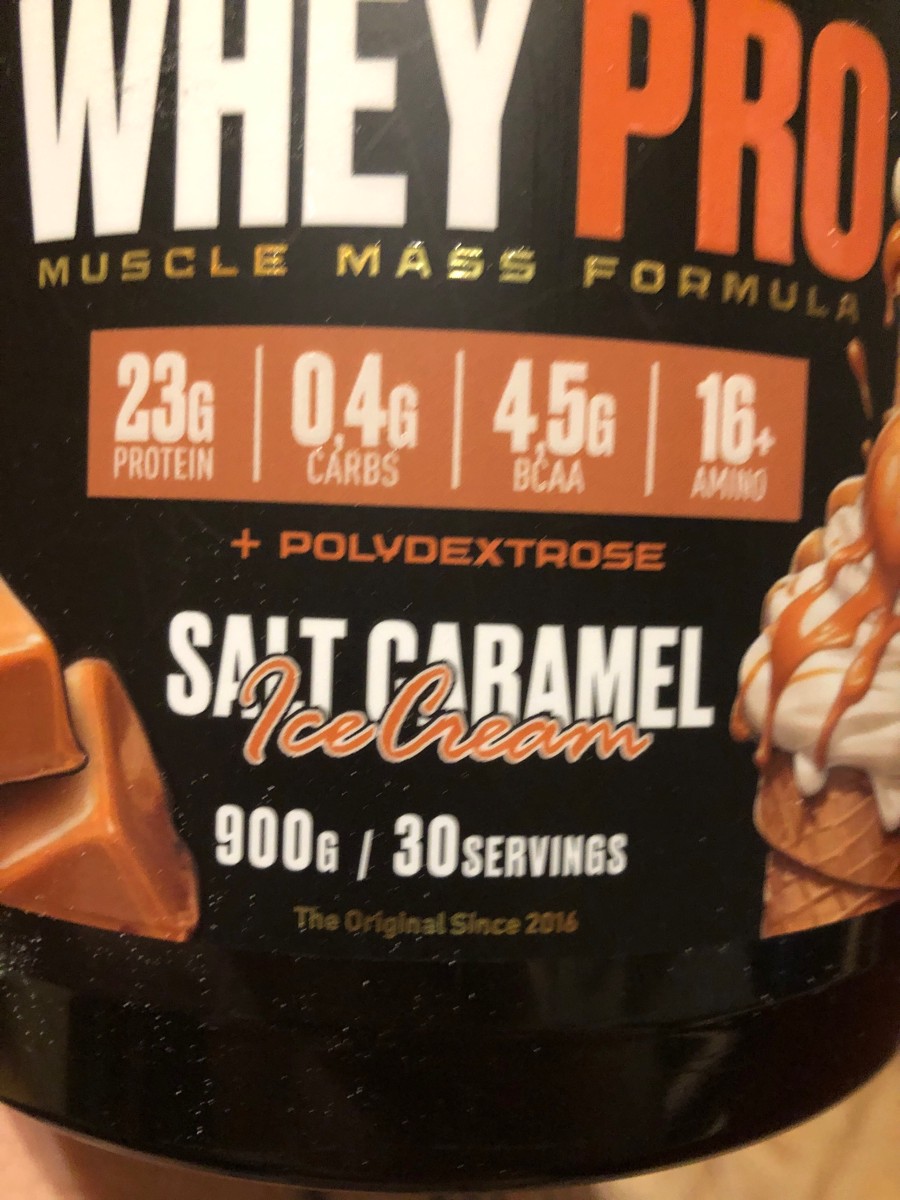 WHEY PRO
MUSCLE MASS FORMULA
23G 0,4G 4,5G 16+
PROTEIN CARBS BCAA AMINO
+ POLYDEXTROSE
SALT CARAMEL
Ice Cream
900G / 30SERVINGS
The Original Since 2016